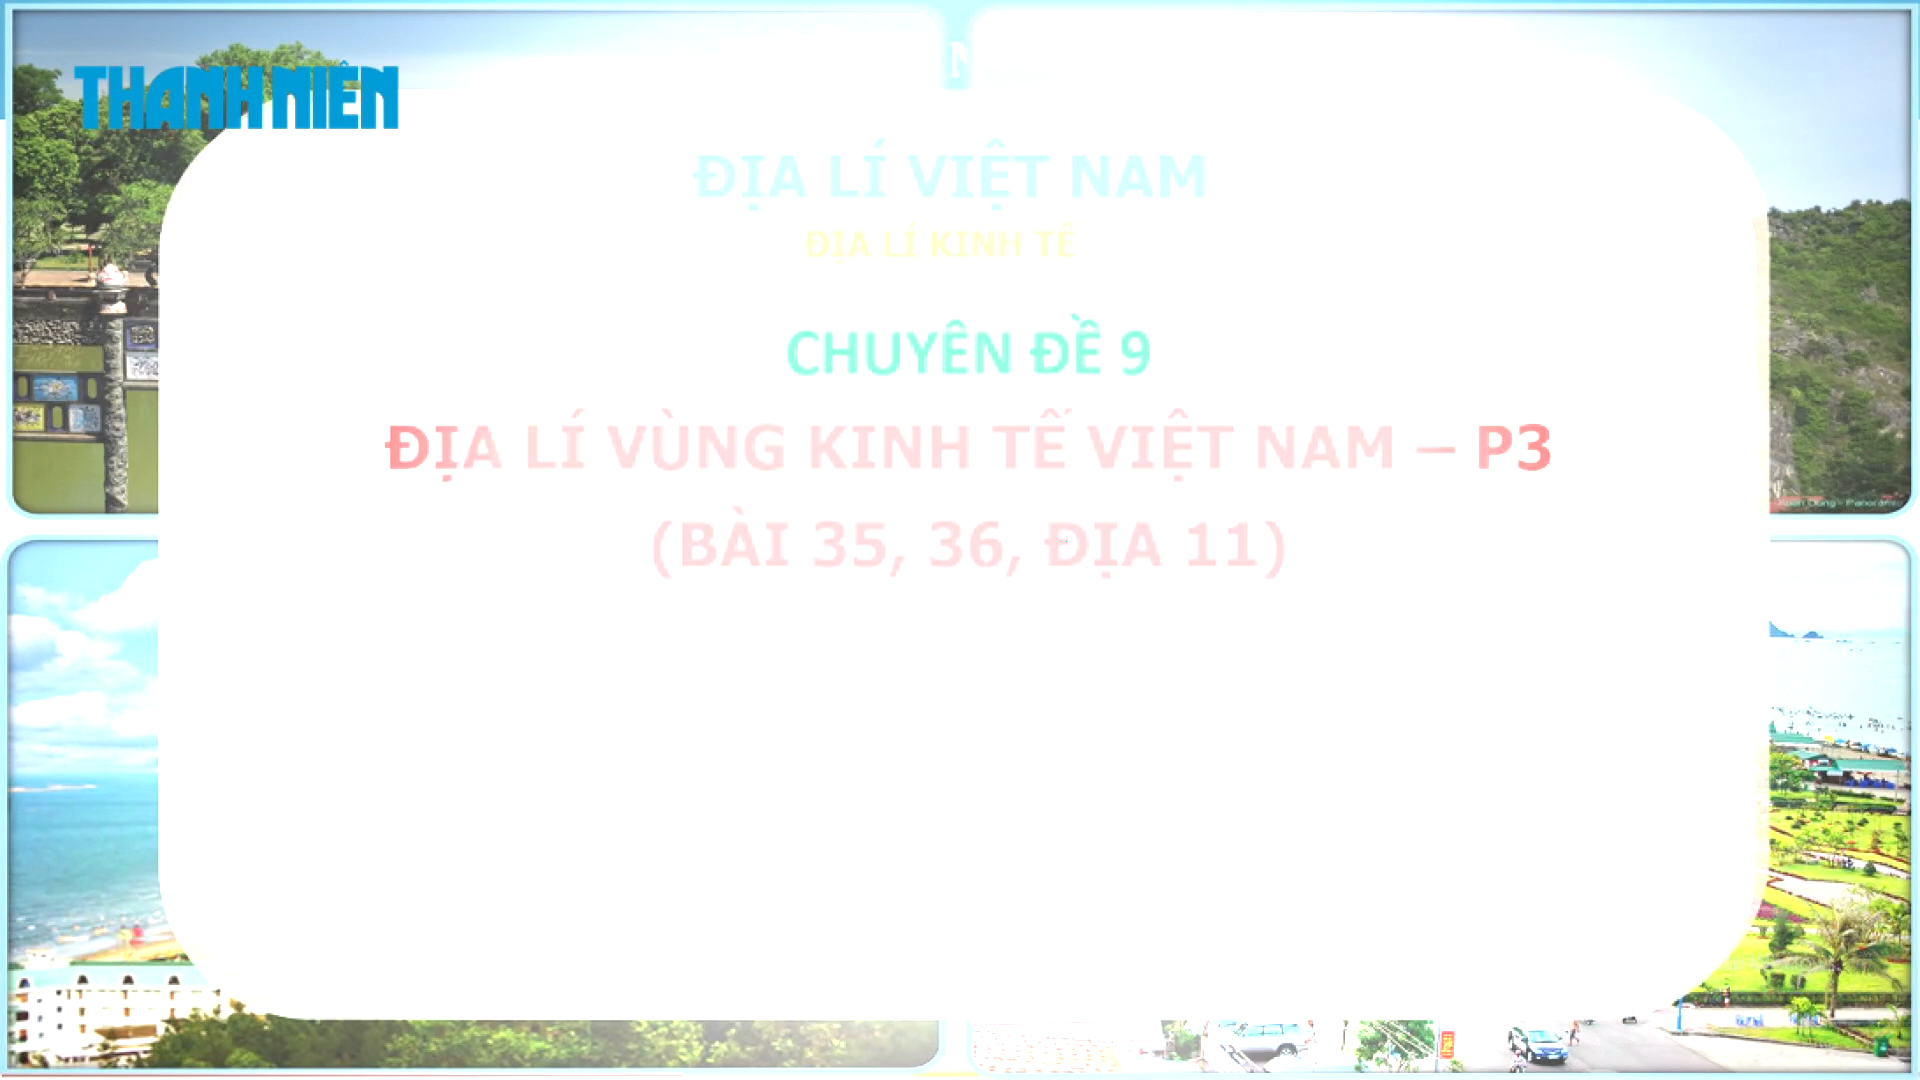 THANH NIÊN
ĐỊA LÍ VIỆT NAM
ĐỊA LÍ KINH TẾ
CHUYÊN ĐỀ 9
ĐỊA LÍ VÙNG KINH TẾ VIỆT NAM – P3
(BÀI 35, 36, ĐỊA 11)